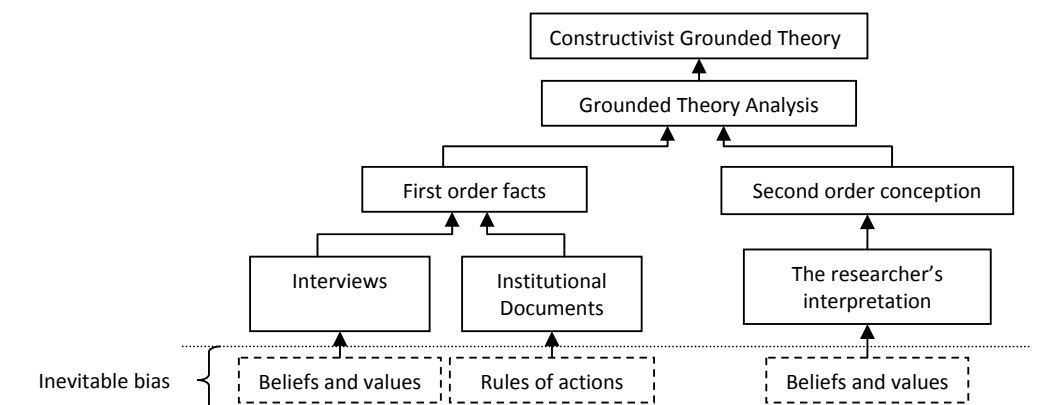 Constructivist Grounded Theory
Grounded Theory Analysis
First order facts
Second order conception
Interviews
Institutional
Documents
The researcher’s
interpretation
Inevitable bias
Beliefs and values
Rules of actions
Beliefs and values